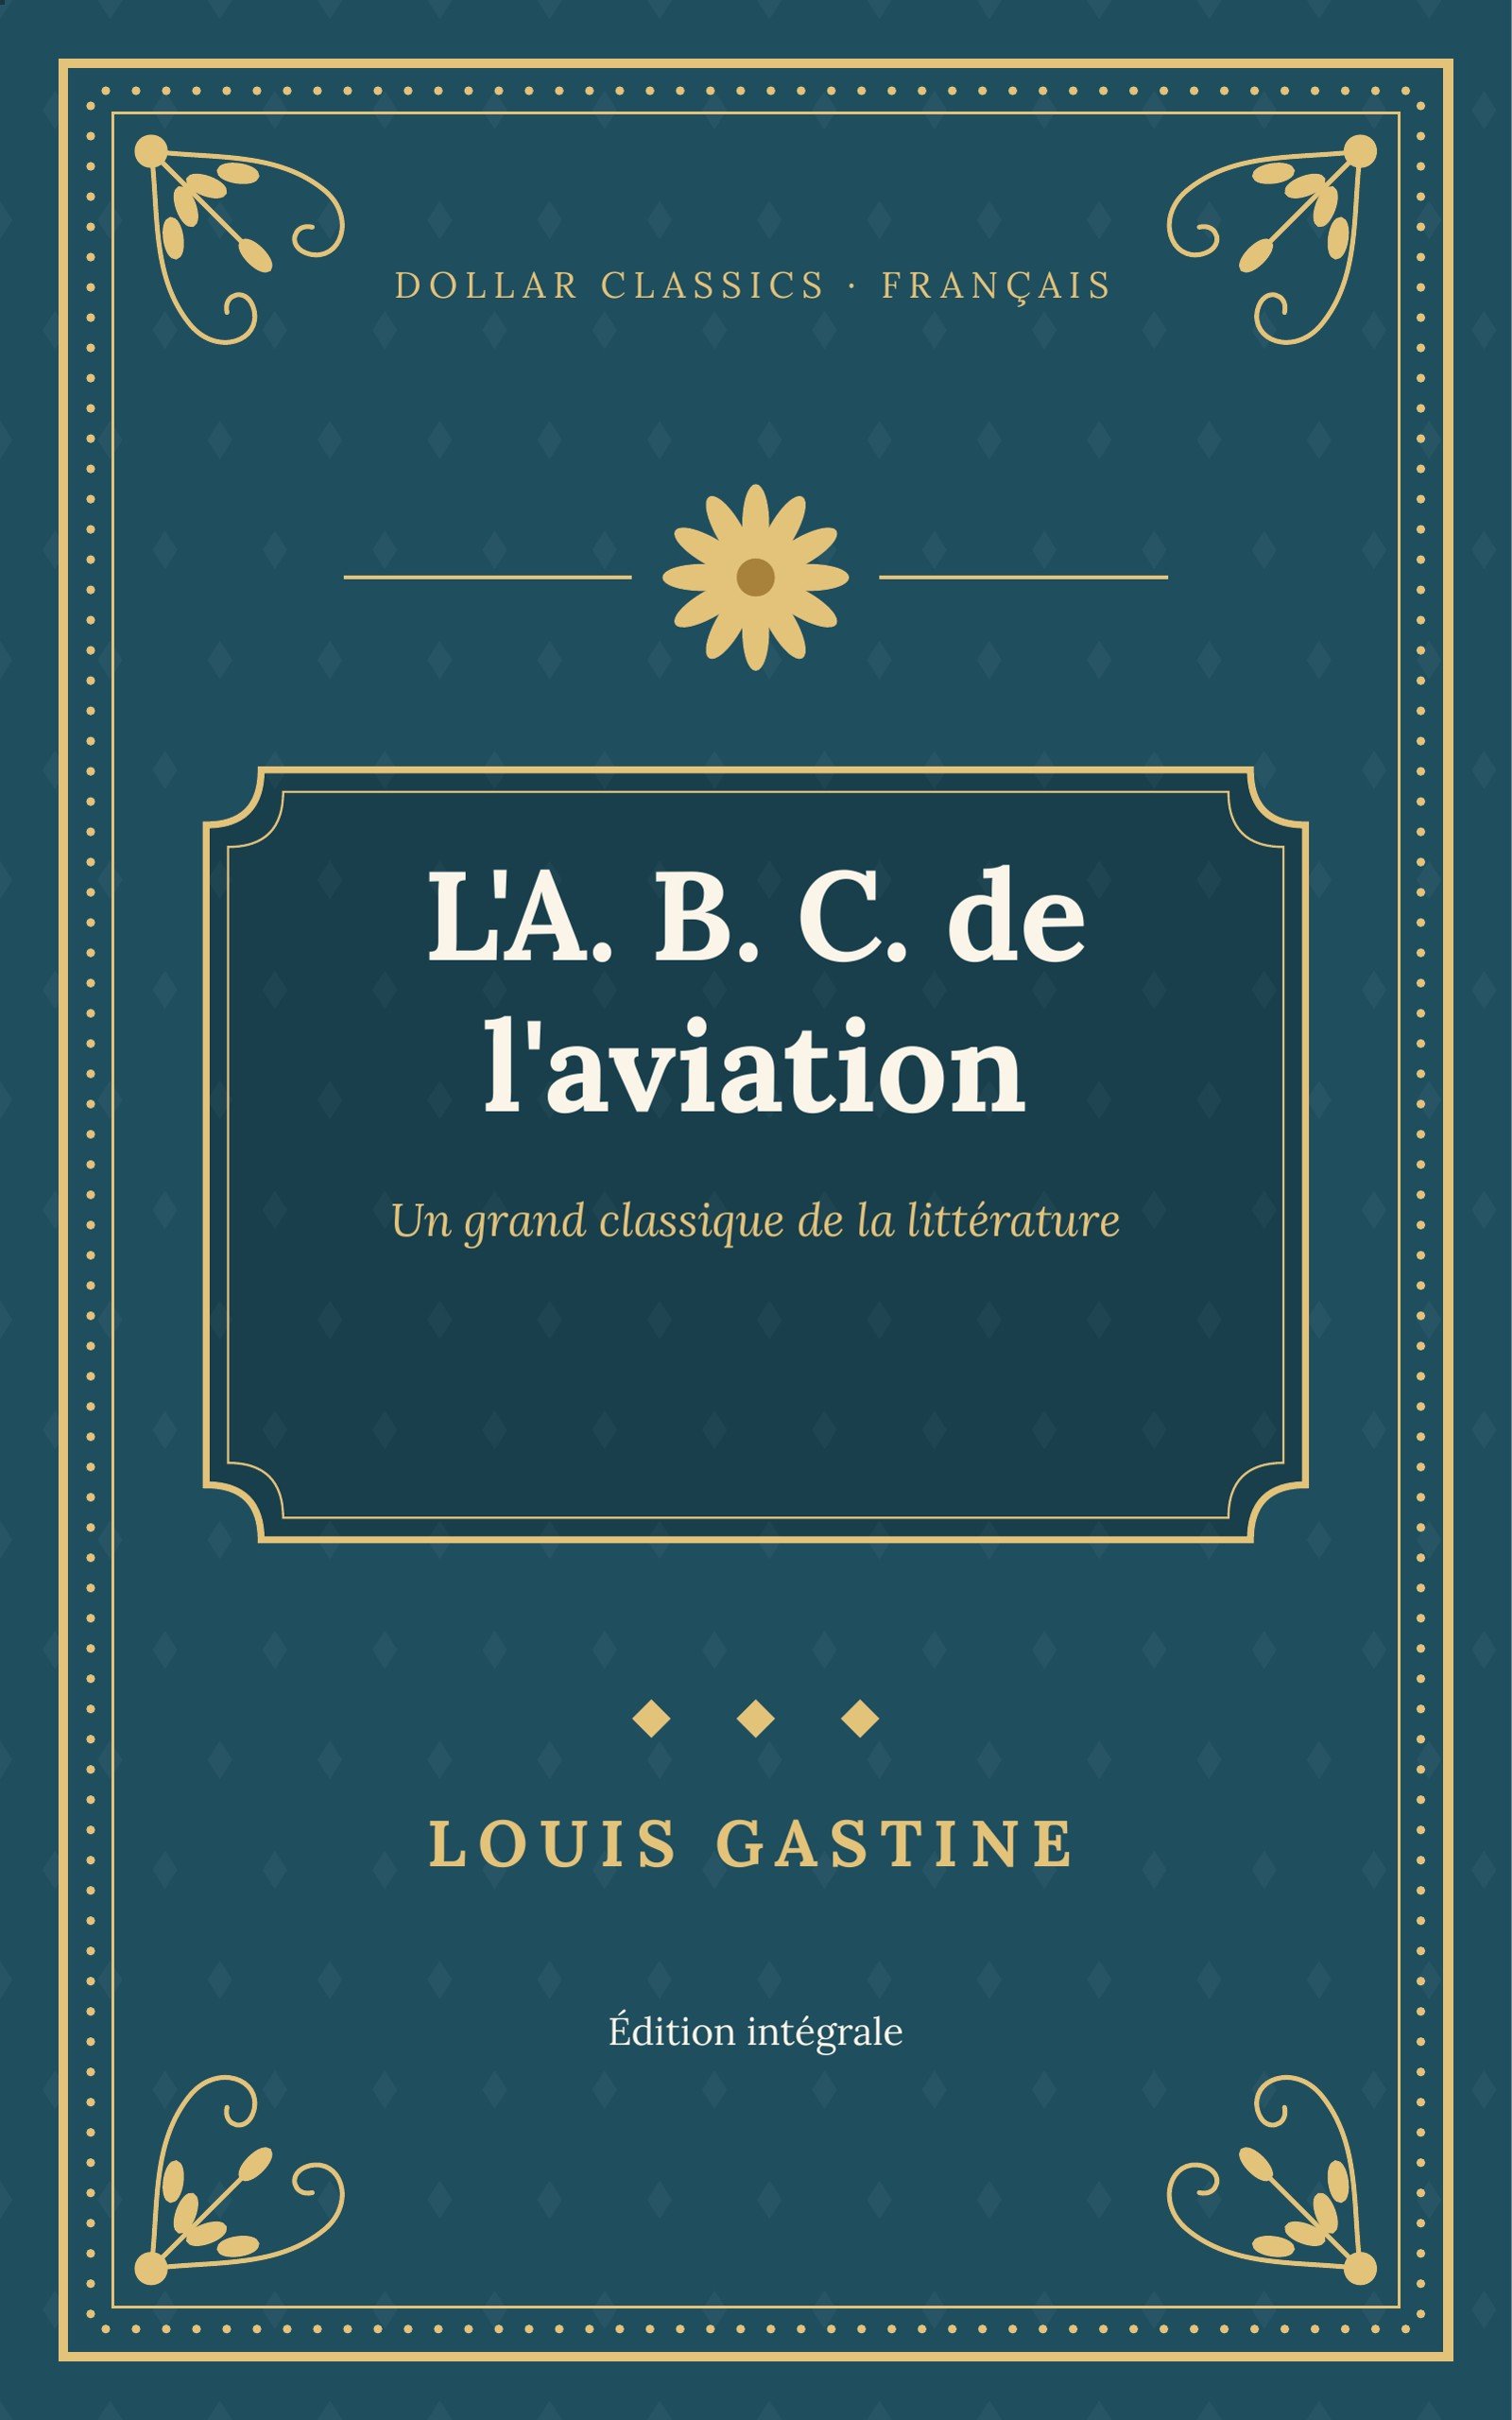 DOLLAR CLASSICS · FRANÇAIS
L'A. B. C. de
l'aviation
Un grand classique de la littérature
LOUIS GASTINE
Édition intégrale